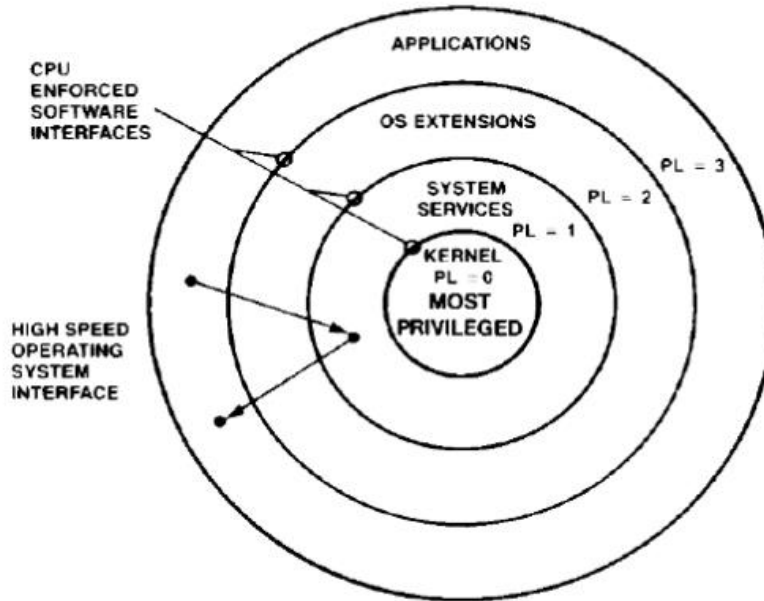 APPLICATIONS
CPU
ENFORCED
SOFTWARE
INTERFACES
OS EXTENSIONS
PL = 3
SYSTEM
SERVICES
PL = 2
PL = 1
KERNEL
PL = 0
MOST
PRIVILEGED
HIGH SPEED
OPERATING
SYSTEM
INTERFACE